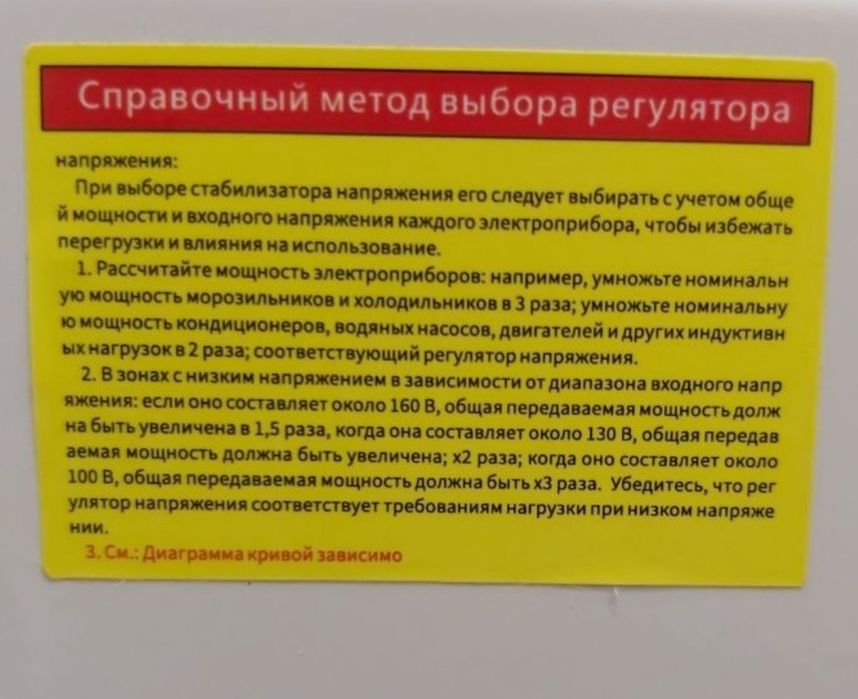 Справочный метод выбора регулятора
напряжения:
При выборе стабилизатора напряжения его следует выбирать с учетом обще
й мощности и входного напряжения каждого электроприбора, чтобы избежать
перегрузки и влияния на использование.
1. Рассчитайте мощность электроприборов: например, умножьте номинальн
ую мощность морозильников и холодильников в 3 раза; умножьте номинальну
ю мощность кондиционеров, водяных насосов, двигателей и других индуктивн
ых нагрузок в 2 раза; соответствующий регулятор напряжения.
2. В зонах с низким напряжением в зависимости от диапазона входного напр
яжения: если оно составляет около 160 В, общая передаваемая мощность долж
на быть увеличена в 1,5 раза, когда она составляет около 130 В, общая передав
аемая мощность должна быть увеличена; x2 раза; когда оно составляет около
100 В, общая передаваемая мощность должна быть x3 раза. Убедитесь, что рег
улятор напряжения соответствует требованиям нагрузки при низком напряже
нии.
3. См.: Диаграмма кривой зависимо